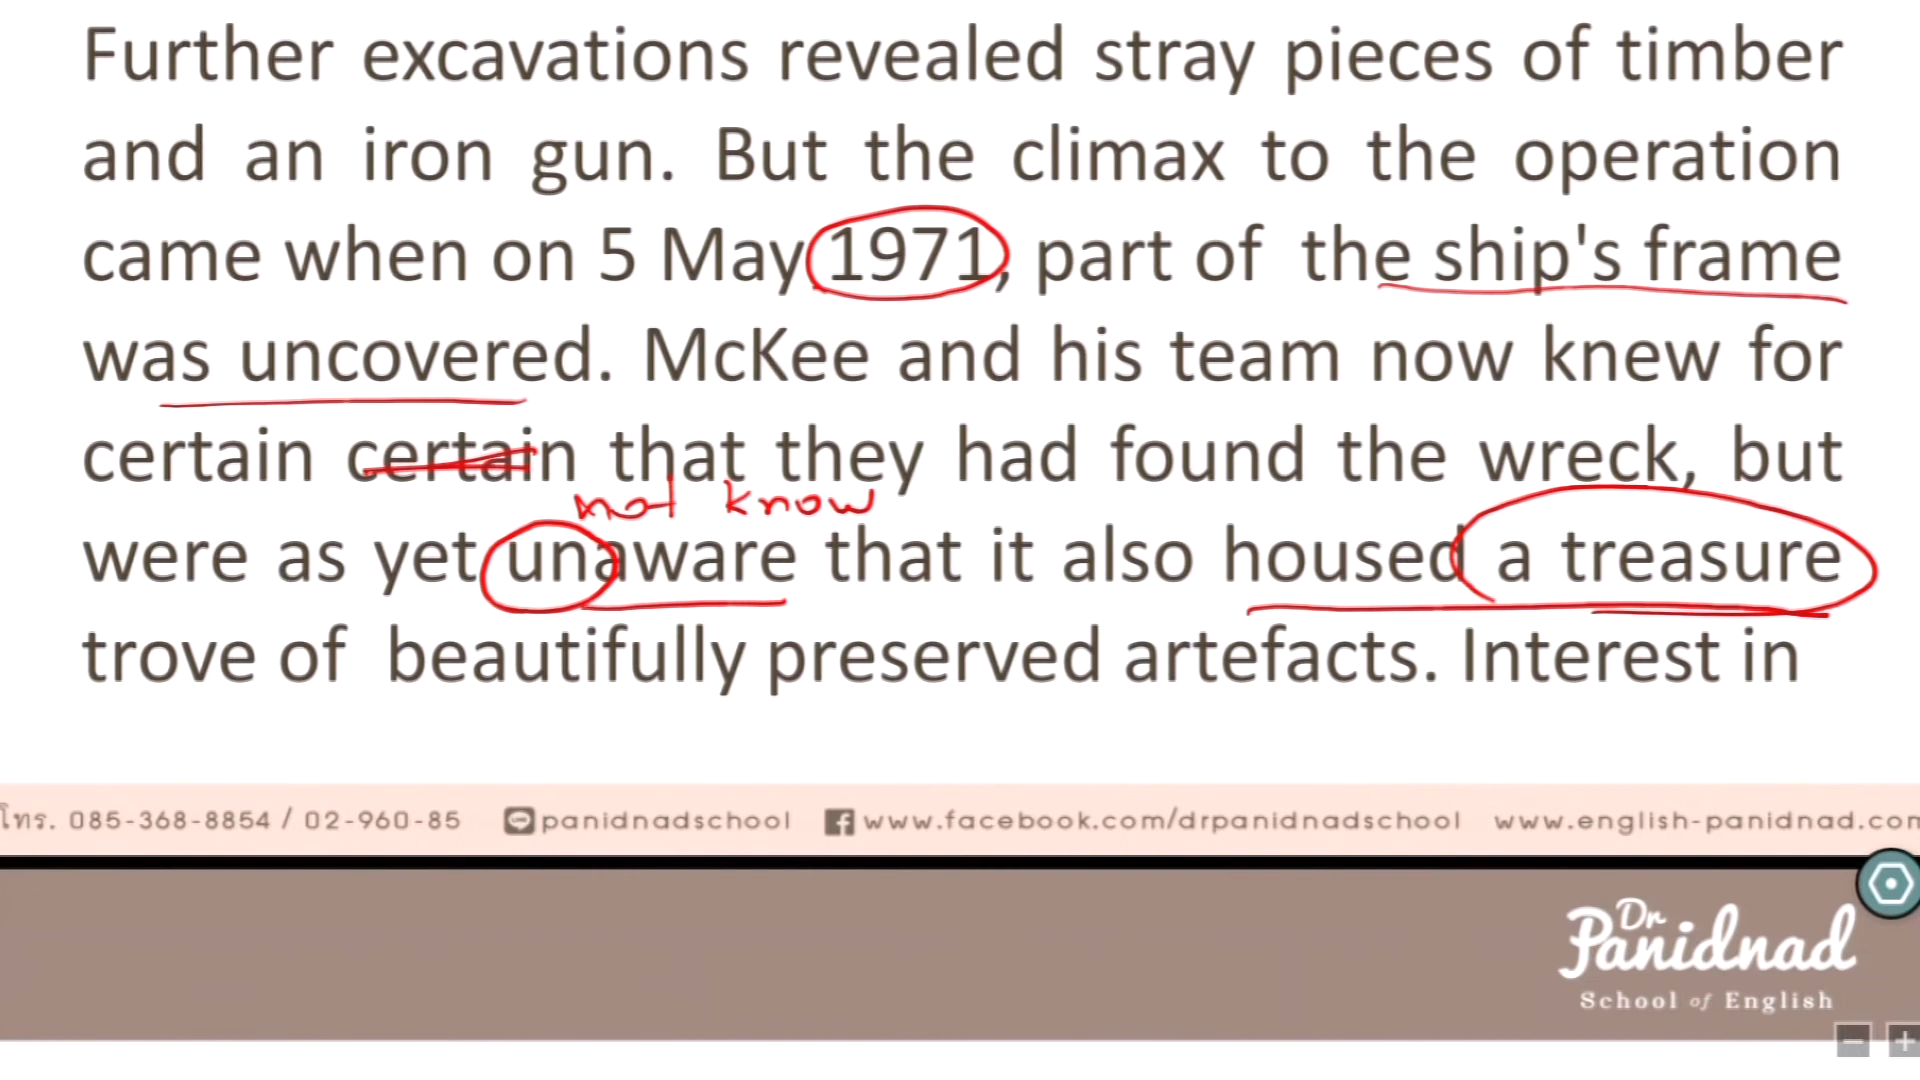 Further excavations revealed stray pieces of timber
and an iron gun. But the climax to the operation
came when on 5 May 1971, part of the ship's frame
was uncovered. McKee and his team now knew for
certain certain that they had found the wreck, but
not know
were as yet unaware that it also housed a treasure
trove of beautifully preserved artefacts. Interest in
โทร. 085-368-8854 / 02-960-85 panidnadschool www.facebook.com/drpanidnadschool www.english-panidnad.com
Dr
Panidnad
School of English